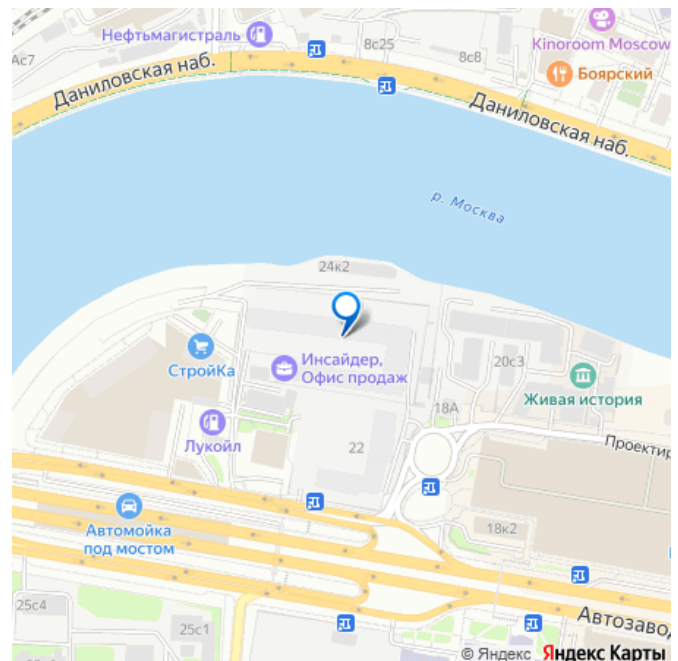 Нефтьмагистраль
8с25
8с8
Kinoroom Moscow
Боярский
Ас7
Даниловская наб.
Даниловская наб.
р. Москва
24к2
СтройКа
Инсайдер,
Офис продаж
20с3
Живая история
18А
Лукойл
22
Проектир
18к2
Автомойка
под мостом
25с4
25с1
Автозавод
© Яндекс Яндекс Карты